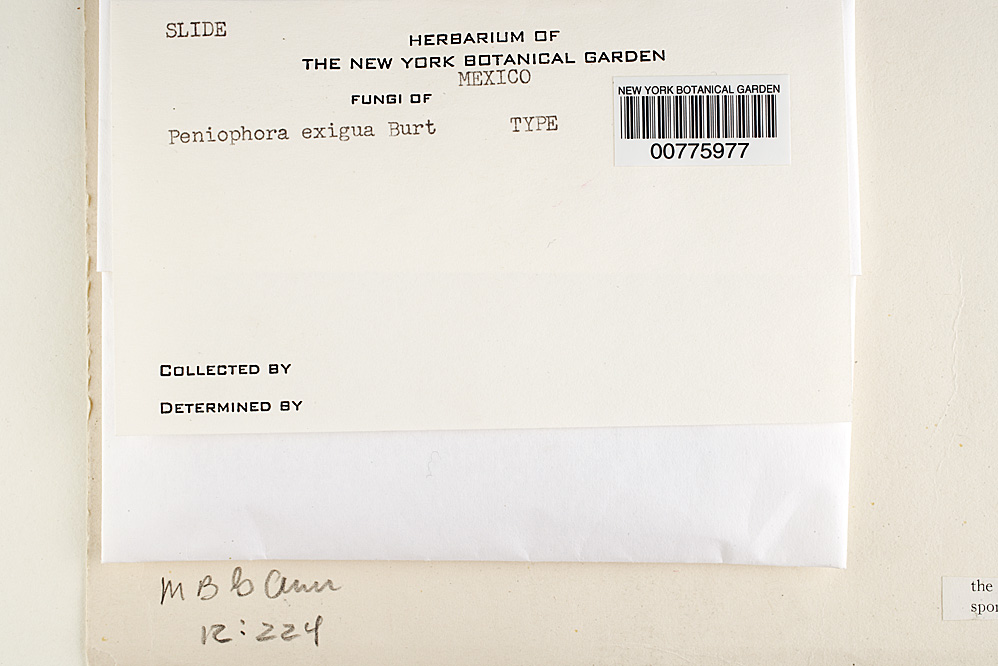 SLIDE
HERBARIUM OF
THE NEW YORK BOTANICAL GARDEN
MEXICO
FUNGI OF
Peniophora exigua Burt TYPE
NEW YORK BOTANICAL GARDEN
00775977
COLLECTED BY
DETERMINED BY
M B G Ann
12:224
the
spor